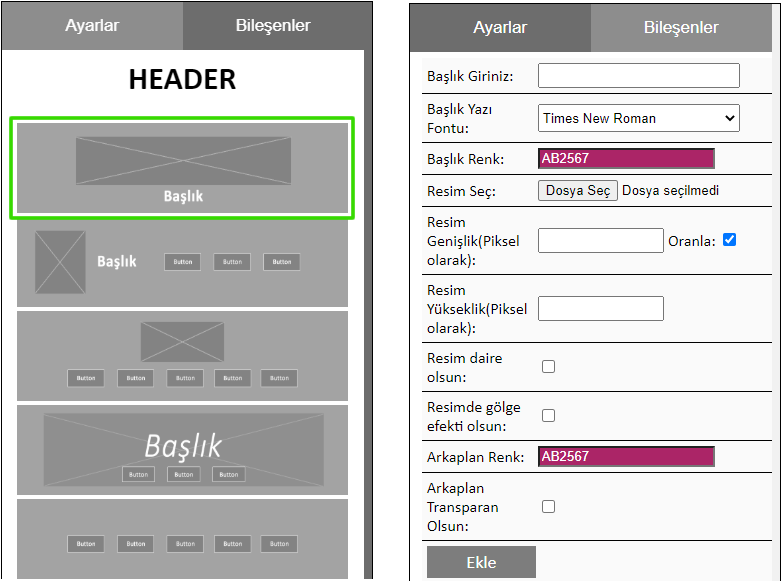 Ayarlar
Bileşenler
HEADER
Başlık
Başlık
Button
Button
Button
Button
Button
Button
Button
Button
Başlık
Button
Button
Button
Button
Button
Button
Button
Button
Ayarlar
Bileşenler
Başlık Giriniz:
Başlık Yazı
Fontu:
Times New Roman
Başlık Renk:
AB2567
Resim Seç:
Dosya Seç
Dosya seçilmedi
Resim
Genişlik(Piksel
olarak):
Oranla:
Resim
Yükseklik(Piksel
olarak):
Resim daire
olsun:
Resimde gölge
efekti olsun:
Arkaplan Renk:
AB2567
Arkaplan
Transparan
Olsun:
Ekle